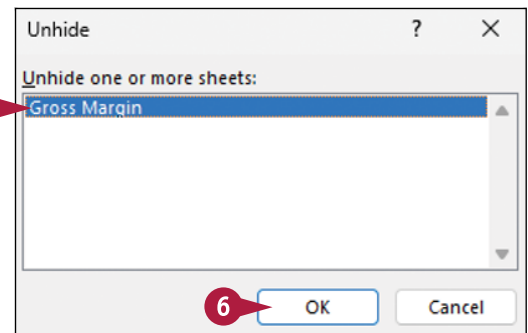 Unhide ? ×
Unhide one or more sheets:
Gross Margin
6 OK Cancel